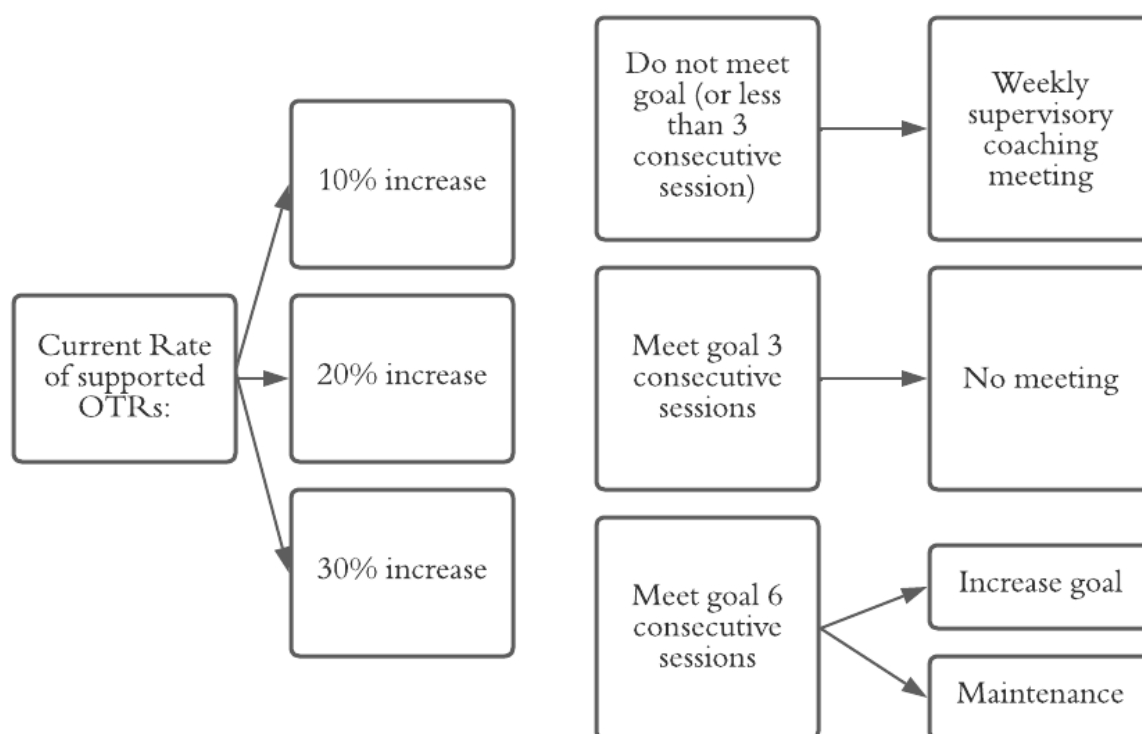 Current Rate
of supported
OTRs:
10% increase
20% increase
30% increase
Do not meet
goal (or less
than 3
consecutive
session)
Weekly
supervisory
coaching
meeting
Meet goal 3
consecutive
sessions
No meeting
Meet goal 6
consecutive
sessions
Increase goal
Maintenance